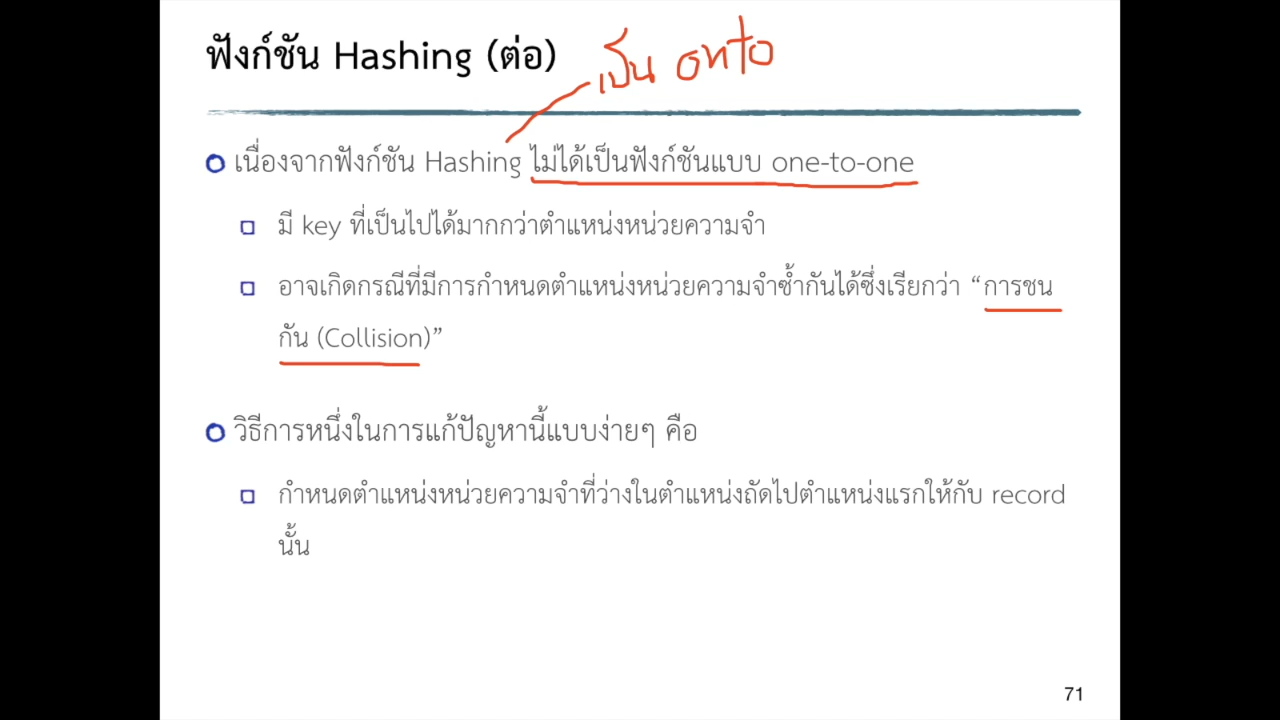 ฟังก์ชัน Hashing (ต่อ)
เป็น onto
เนื่องจากฟังก์ชัน Hashing ไม่ได้เป็นฟังก์ชันแบบ one-to-one
มี key ที่เป็นไปได้มากกว่าตำแหน่งหน่วยความจำ
อาจเกิดกรณีที่มีการกำหนดตำแหน่งหน่วยความจำซ้ำกันได้ซึ่งเรียกว่า “การชน
กัน (Collision)”
วิธีการหนึ่งในการแก้ปัญหานี้แบบง่ายๆ คือ
กำหนดตำแหน่งหน่วยความจำที่ว่างในตำแหน่งถัดไปตำแหน่งแรกให้กับ record
นั้น
71